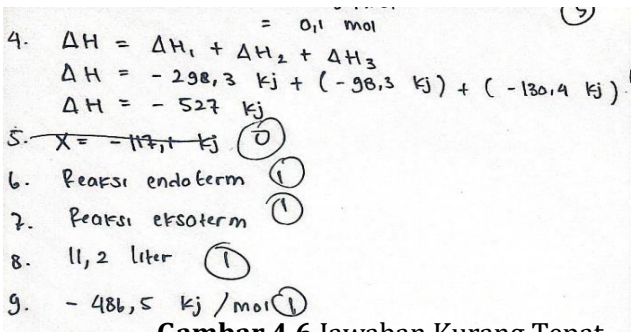 = 0,1 mol
4. ΔH = ΔH₁ + ΔH₂ + ΔH₃
ΔH = - 298,3 kj + (- 98,3 kj) + (- 130,4 kj)
ΔH = - 527 kj
5. X = - 117,1 kj 0
6. Reaksi endoterm 1
7. Reaksi eksoterm 1
8. 11,2 liter 1
9. - 486,5 kj / mol 1
Gambar 4.6 Jawaban Kurang Tepat